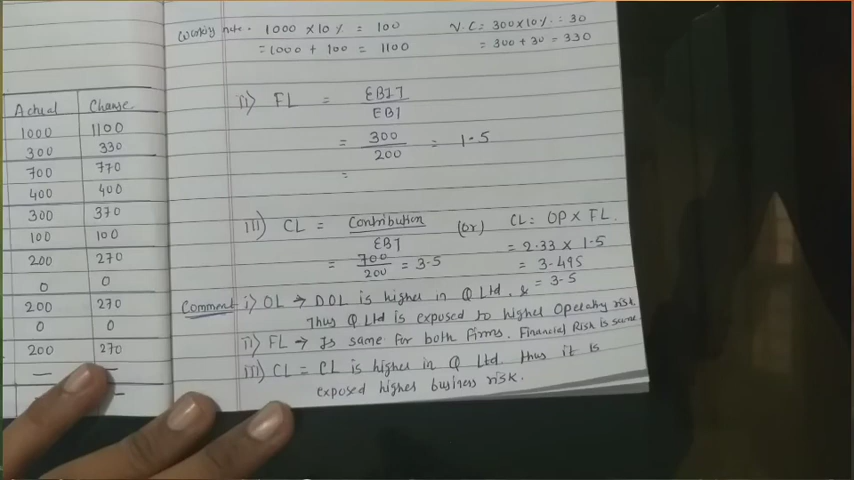 Actual Change
1000 1100
300 330
700 770
400 400
300 370
100 100
200 270
0 0
200 270
0 0
200 270
— —
Working note. 1000 × 10% = 100
= 1000 + 100 = 1100
V.C = 300 × 10% = 30
= 300 + 30 = 330
ii) FL = EBIT
EBT
= 300
200
= 1.5
=
iii) CL = Contribution
EBT
(or) CL = OP × FL.
= 700
200
= 3.5
= 2.33 × 1.5
= 3.495
= 3.5
Comment i) OL → DOL is higher in Q Ltd. &
Thus Q Ltd is exposed to higher Operating risk
ii) FL → Is same for both firms. Financial Risk is same
iii) CL = CL is higher in Q Ltd. thus it is
exposed higher business risk.